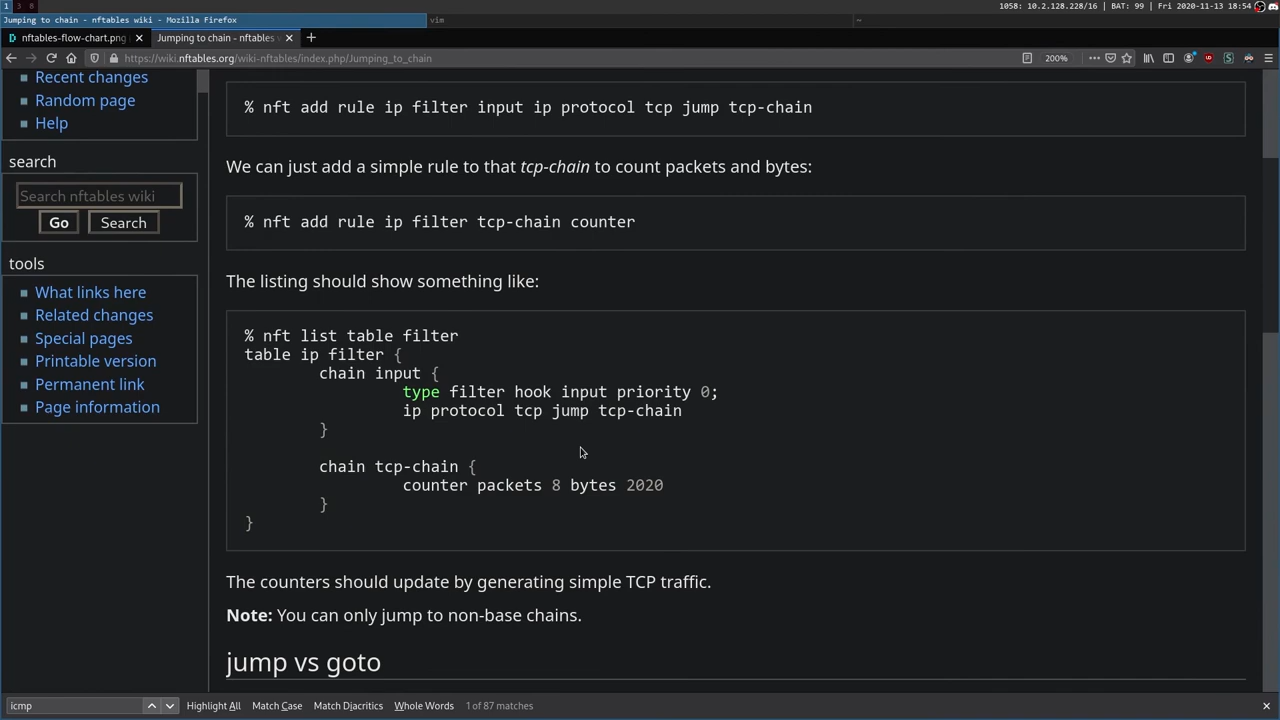 1 3 8
1058: 10.2.128.228/16 | BAT: 99 | Fri 2020-11-13 18:54
Jumping to chain - nftables wiki - Mozilla Firefox
vim
~
nftables-flow-chart.png
Jumping to chain - nftables
https://wiki.nftables.org/wiki-nftables/index.php/Jumping_to_chain
200%
Recent changes
Random page
Help
search
Search nftables wiki
Go Search
tools
What links here
Related changes
Special pages
Printable version
Permanent link
Page information
% nft add rule ip filter input ip protocol tcp jump tcp-chain
We can just add a simple rule to that tcp-chain to count packets and bytes:
% nft add rule ip filter tcp-chain counter
The listing should show something like:
% nft list table filter
table ip filter {
chain input {
type filter hook input priority 0;
ip protocol tcp jump tcp-chain
}
chain tcp-chain {
counter packets 8 bytes 2020
}
}
The counters should update by generating simple TCP traffic.
Note: You can only jump to non-base chains.
jump vs goto
icmp
Highlight All Match Case Match Diacritics Whole Words 1 of 87 matches